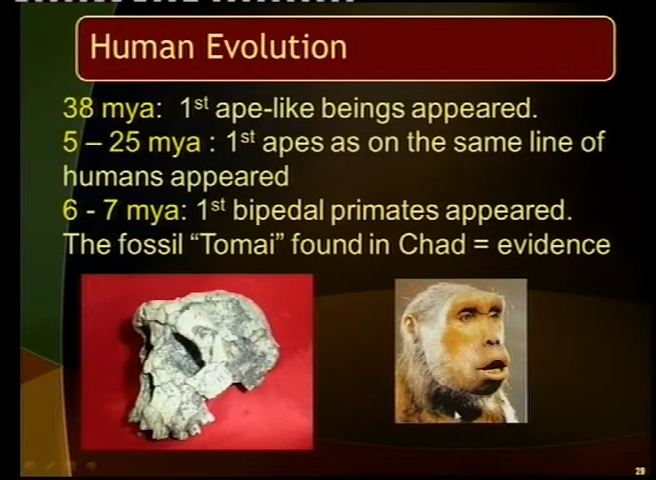 Human Evolution
38 mya: 1st ape-like beings appeared.
5 – 25 mya : 1st apes as on the same line of
humans appeared
6 - 7 mya: 1st bipedal primates appeared.
The fossil “Tomai” found in Chad = evidence
29